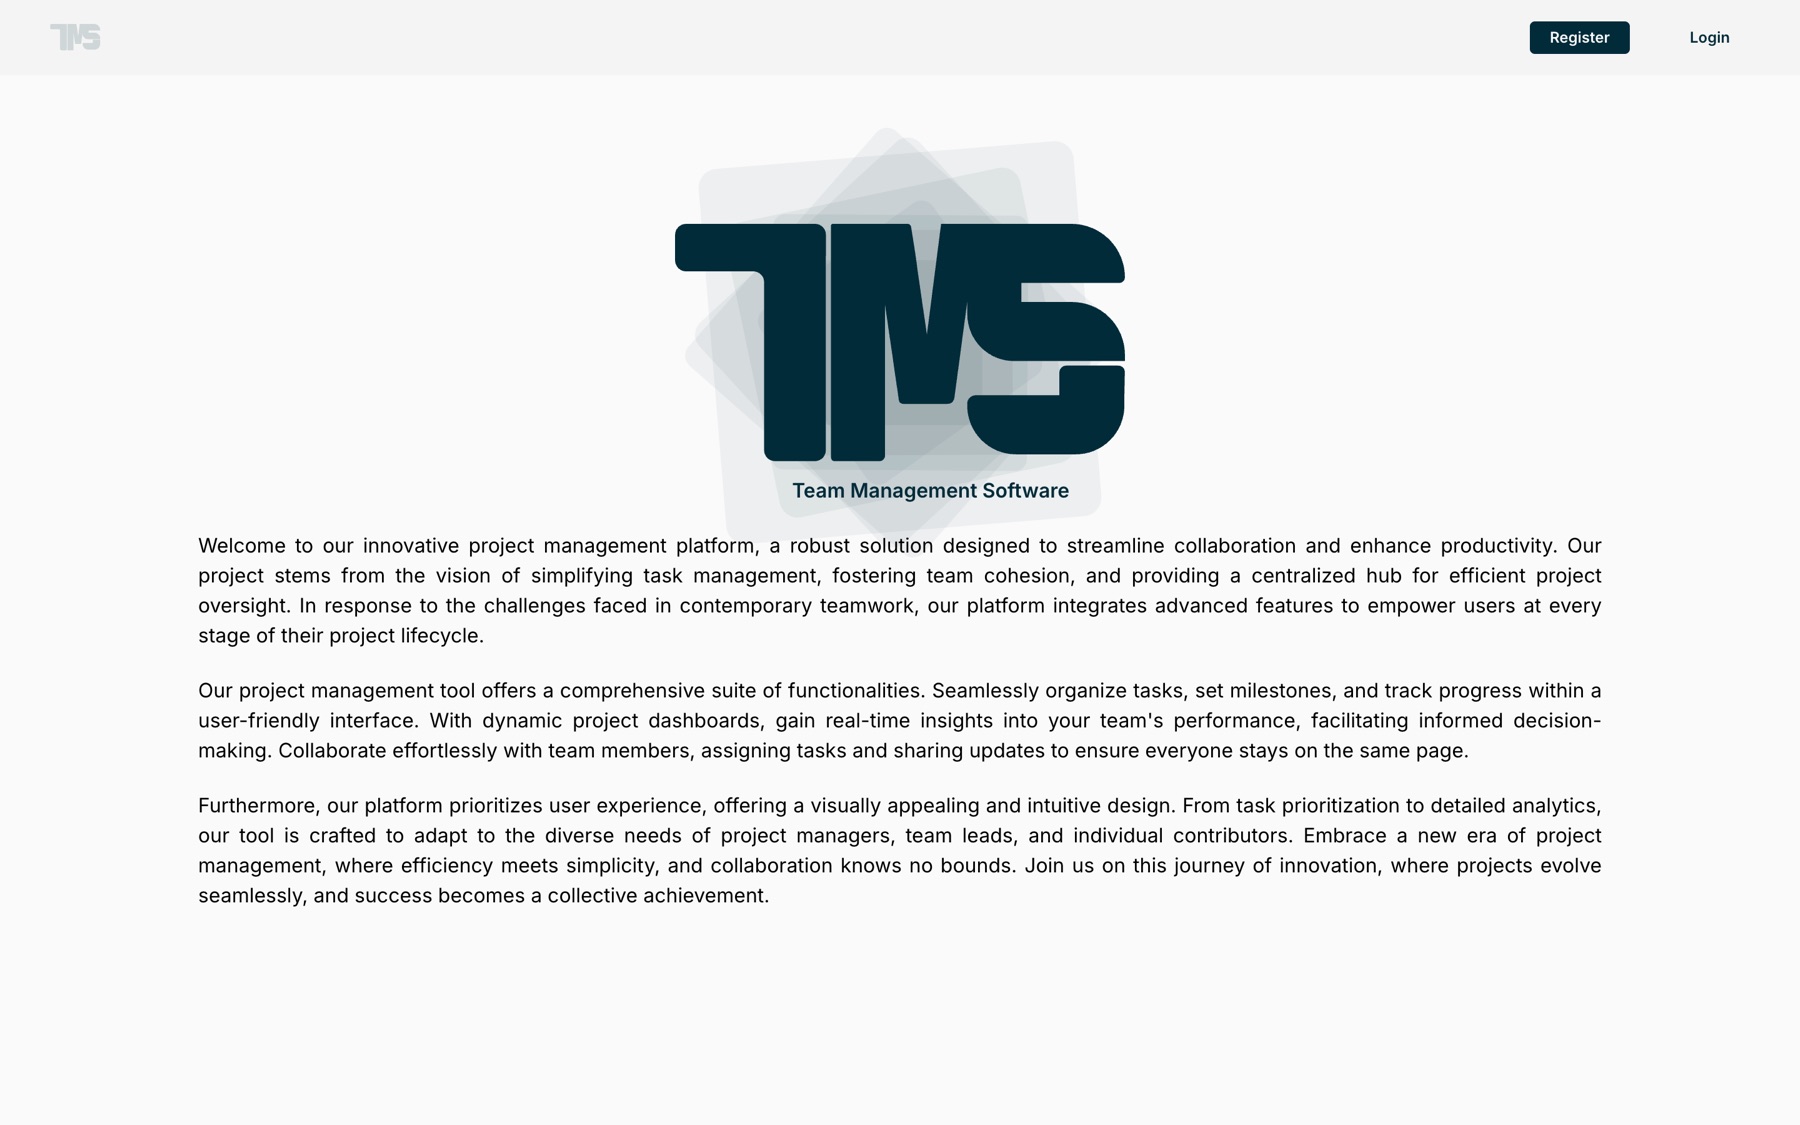 TMS
Register
Login
TMS
Team Management Software
Welcome to our innovative project management platform, a robust solution designed to streamline collaboration and enhance productivity. Our
project stems from the vision of simplifying task management, fostering team cohesion, and providing a centralized hub for efficient project
oversight. In response to the challenges faced in contemporary teamwork, our platform integrates advanced features to empower users at every
stage of their project lifecycle.
Our project management tool offers a comprehensive suite of functionalities. Seamlessly organize tasks, set milestones, and track progress within a
user-friendly interface. With dynamic project dashboards, gain real-time insights into your team's performance, facilitating informed decision-
making. Collaborate effortlessly with team members, assigning tasks and sharing updates to ensure everyone stays on the same page.
Furthermore, our platform prioritizes user experience, offering a visually appealing and intuitive design. From task prioritization to detailed analytics,
our tool is crafted to adapt to the diverse needs of project managers, team leads, and individual contributors. Embrace a new era of project
management, where efficiency meets simplicity, and collaboration knows no bounds. Join us on this journey of innovation, where projects evolve
seamlessly, and success becomes a collective achievement.